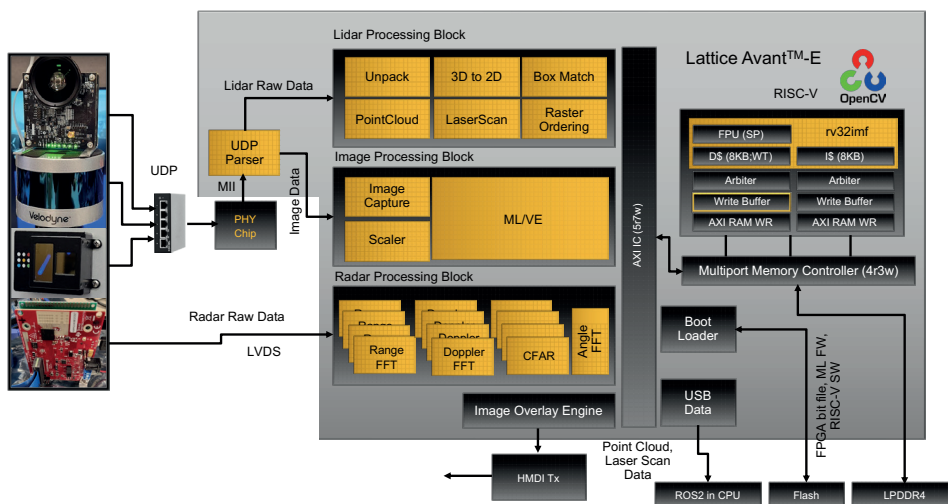 Lidar Processing Block
Unpack
3D to 2D
Box Match
PointCloud
LaserScan
Raster
Ordering
Lidar Raw Data
UDP
Parser
MII
UDP
PHY
Chip
Image Data
Velodyne
Image Processing Block
Image
Capture
Scaler
ML/VE
Radar Processing Block
Range
FFT
Doppler
FFT
CFAR
Angle
FFT
Radar Raw Data
LVDS
Image Overlay Engine
HMDI Tx
AXI IC (5r7w)
Lattice Avant™-E
OpenCV
RISC-V
FPU (SP)
rv32imf
D$ (8KB;WT)
I$ (8KB)
Arbiter
Arbiter
Write Buffer
Write Buffer
AXI RAM WR
AXI RAM WR
Multiport Memory Controller (4r3w)
Boot
Loader
USB
Data
FPGA bit file, ML FW,
RISC-V SW
Point Cloud,
Laser Scan Data
ROS2 in CPU
Flash
LPDDR4